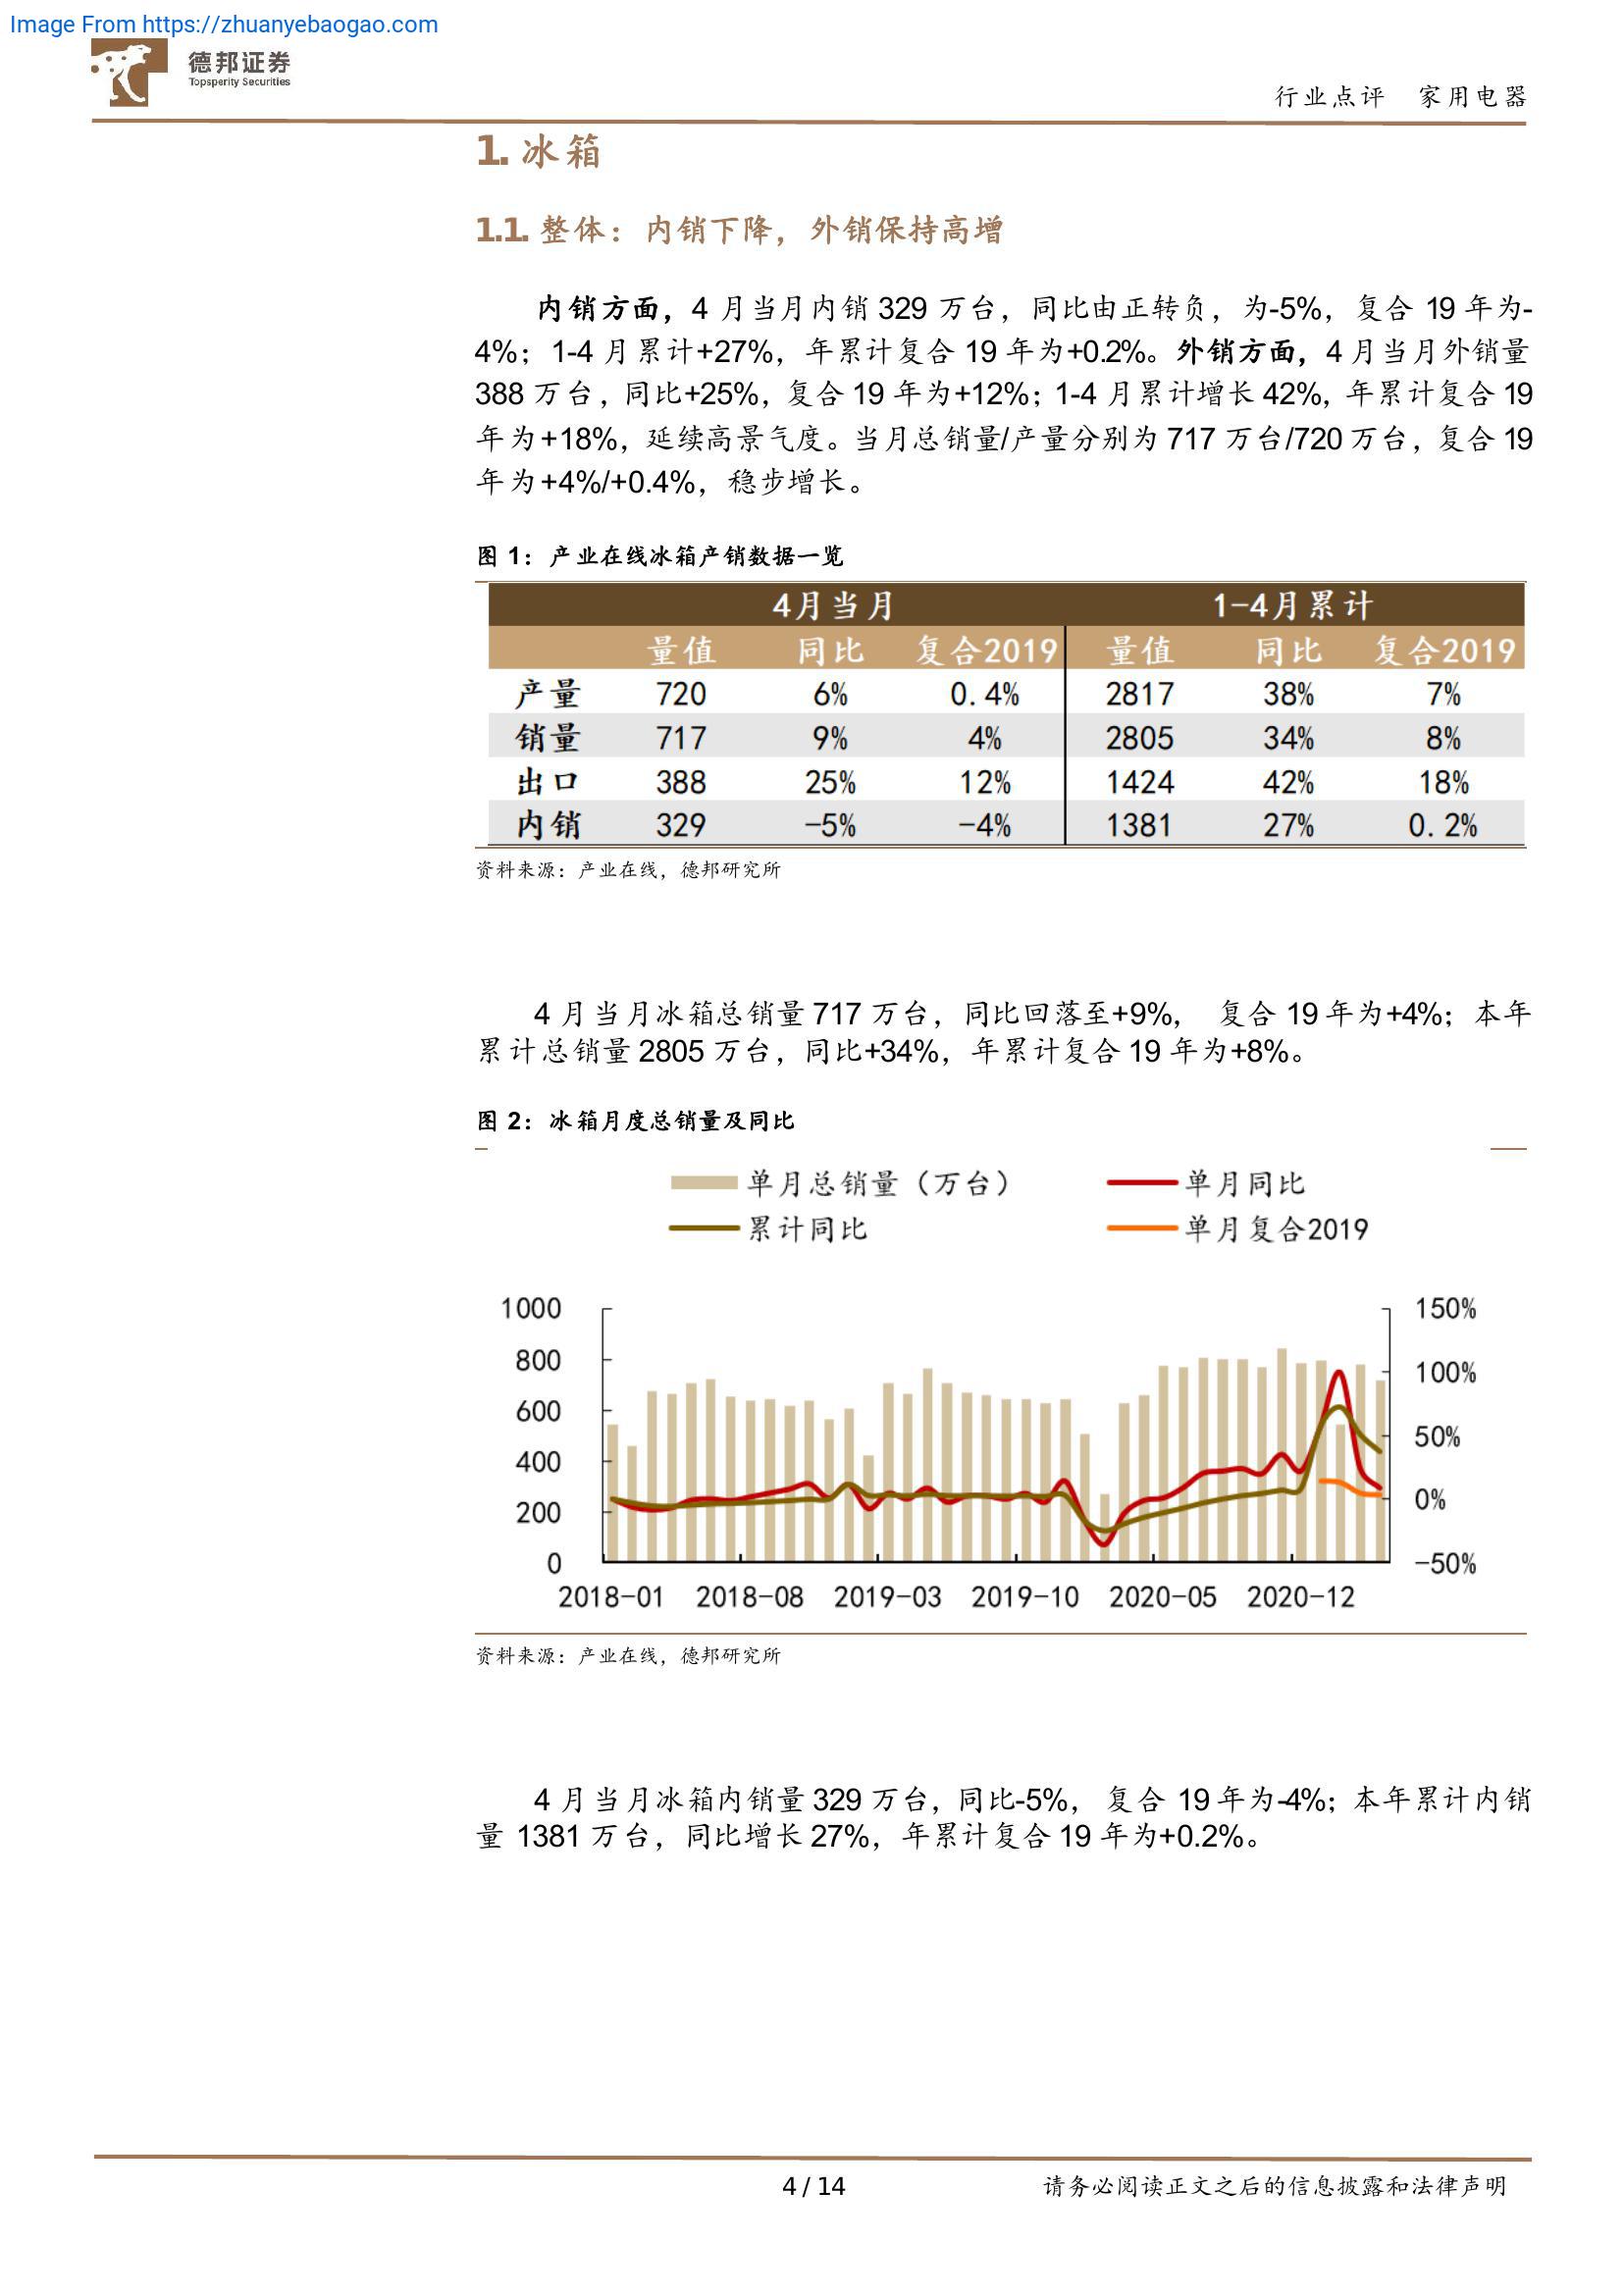 Image From https://zhuanyebaogao.com
德邦证券
Topsperity Securities
行业点评 家用电器
1. 冰箱
1.1. 整体：内销下降，外销保持高增
内销方面，4 月当月内销 329 万台，同比由正转负，为-5%，复合 19 年为-
4%；1-4 月累计+27%，年累计复合 19 年为+0.2%。外销方面，4 月当月外销量
388 万台，同比+25%，复合 19 年为+12%；1-4 月累计增长 42%，年累计复合 19
年为+18%，延续高景气度。当月总销量/产量分别为 717 万台/720 万台，复合 19
年为+4%/+0.4%，稳步增长。
图 1：产业在线冰箱产销数据一览
4月当月 1-4月累计
量值 同比 复合2019 量值 同比 复合2019
产量 720 6% 0.4% 2817 38% 7%
销量 717 9% 4% 2805 34% 8%
出口 388 25% 12% 1424 42% 18%
内销 329 -5% -4% 1381 27% 0.2%
资料来源：产业在线，德邦研究所
4 月当月冰箱总销量 717 万台，同比回落至+9%， 复合 19 年为+4%；本年
累计总销量 2805 万台，同比+34%，年累计复合 19 年为+8%。
图 2：冰箱月度总销量及同比
单月总销量（万台） 单月同比
累计同比 单月复合2019
1000 150%
800 100%
600 50%
400 0%
200 -50%
0
2018-01 2018-08 2019-03 2019-10 2020-05 2020-12
资料来源：产业在线，德邦研究所
4 月当月冰箱内销量 329 万台，同比-5%， 复合 19 年为-4%；本年累计内销
量 1381 万台，同比增长 27%，年累计复合 19 年为+0.2%。
4 / 14 请务必阅读正文之后的信息披露和法律声明